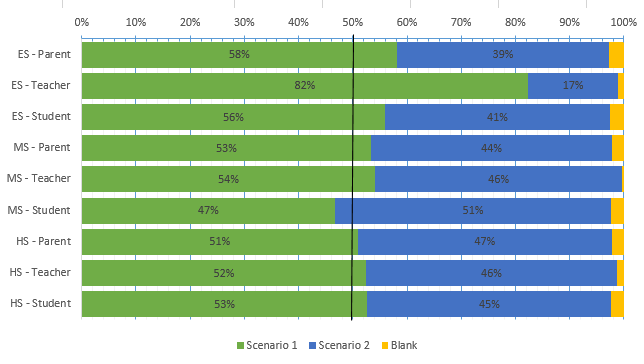 0% 10% 20% 30% 40% 50% 60% 70% 80% 90% 100%
ES - Parent 58% 39%
ES - Teacher 82% 17%
ES - Student 56% 41%
MS - Parent 53% 44%
MS - Teacher 54% 46%
MS - Student 47% 51%
HS - Parent 51% 47%
HS - Teacher 52% 46%
HS - Student 53% 45%
Scenario 1 Scenario 2 Blank